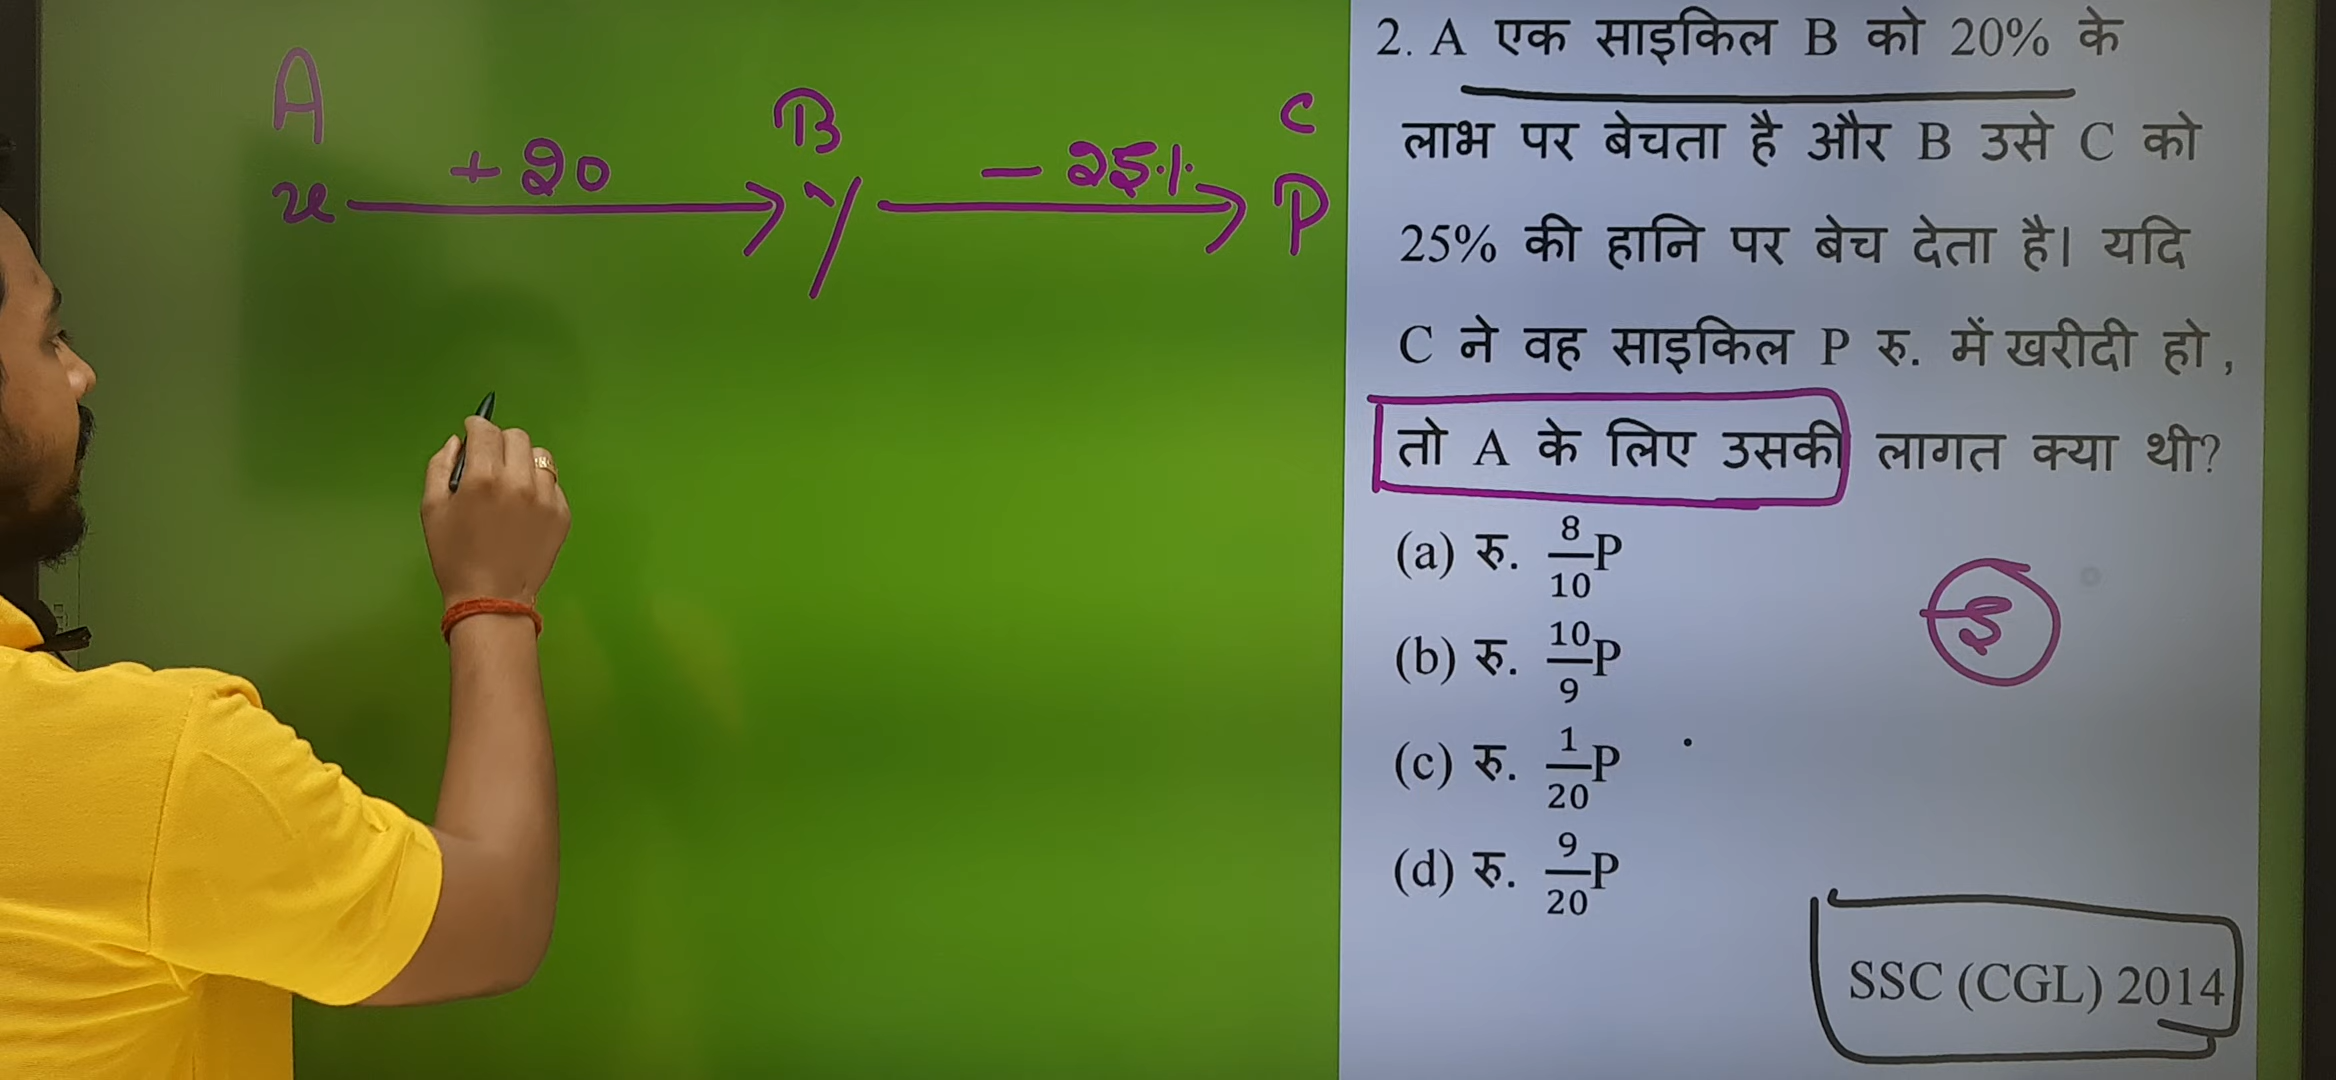 A B C
x +20 y - 25% P
2. A एक साइकिल B को 20% के
लाभ पर बेचता है और B उसे C को
25% की हानि पर बेच देता है। यदि
C ने वह साइकिल P रु. में खरीदी हो,
तो A के लिए उसकी लागत क्या थी?
(a) रु. 8/10 P
(b) रु. 10/9 P
(c) रु. 1/20 P
(d) रु. 9/20 P
SSC (CGL) 2014